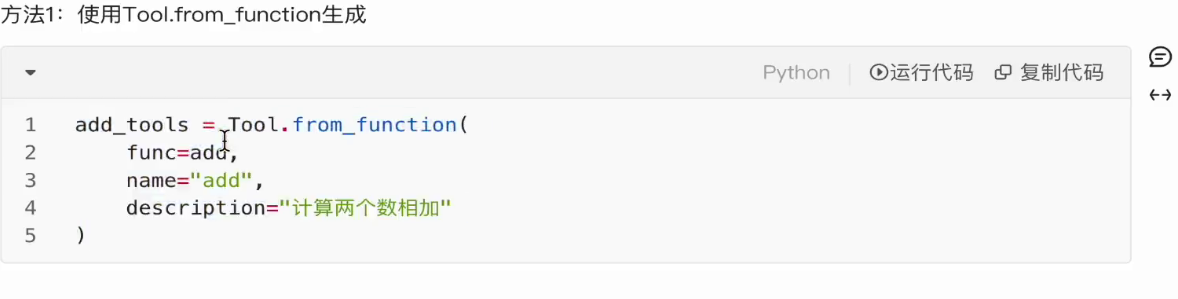 方法1：使用Tool.from_function生成
Python 运行代码 复制代码
1 add_tools = Tool.from_function(
2     func=add,
3     name="add",
4     description="计算两个数相加"
5 )